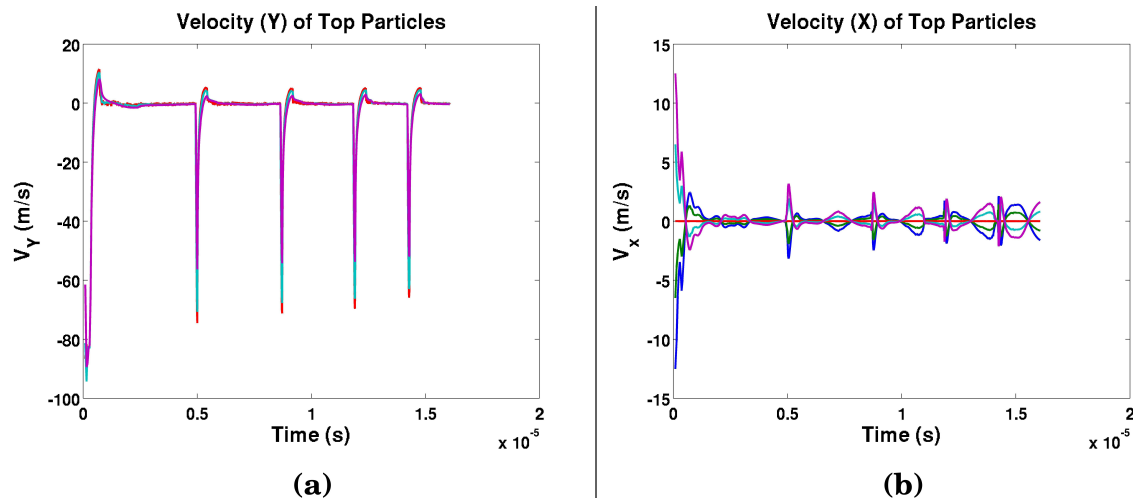 Velocity (Y) of Top Particles
20
0
-20
-40
-60
-80
-100
V_Y (m/s)
0 0.5 1 1.5 2
x 10^-5
Time (s)
(a)
Velocity (X) of Top Particles
15
10
5
0
-5
-10
-15
V_X (m/s)
0 0.5 1 1.5 2
x 10^-5
Time (s)
(b)